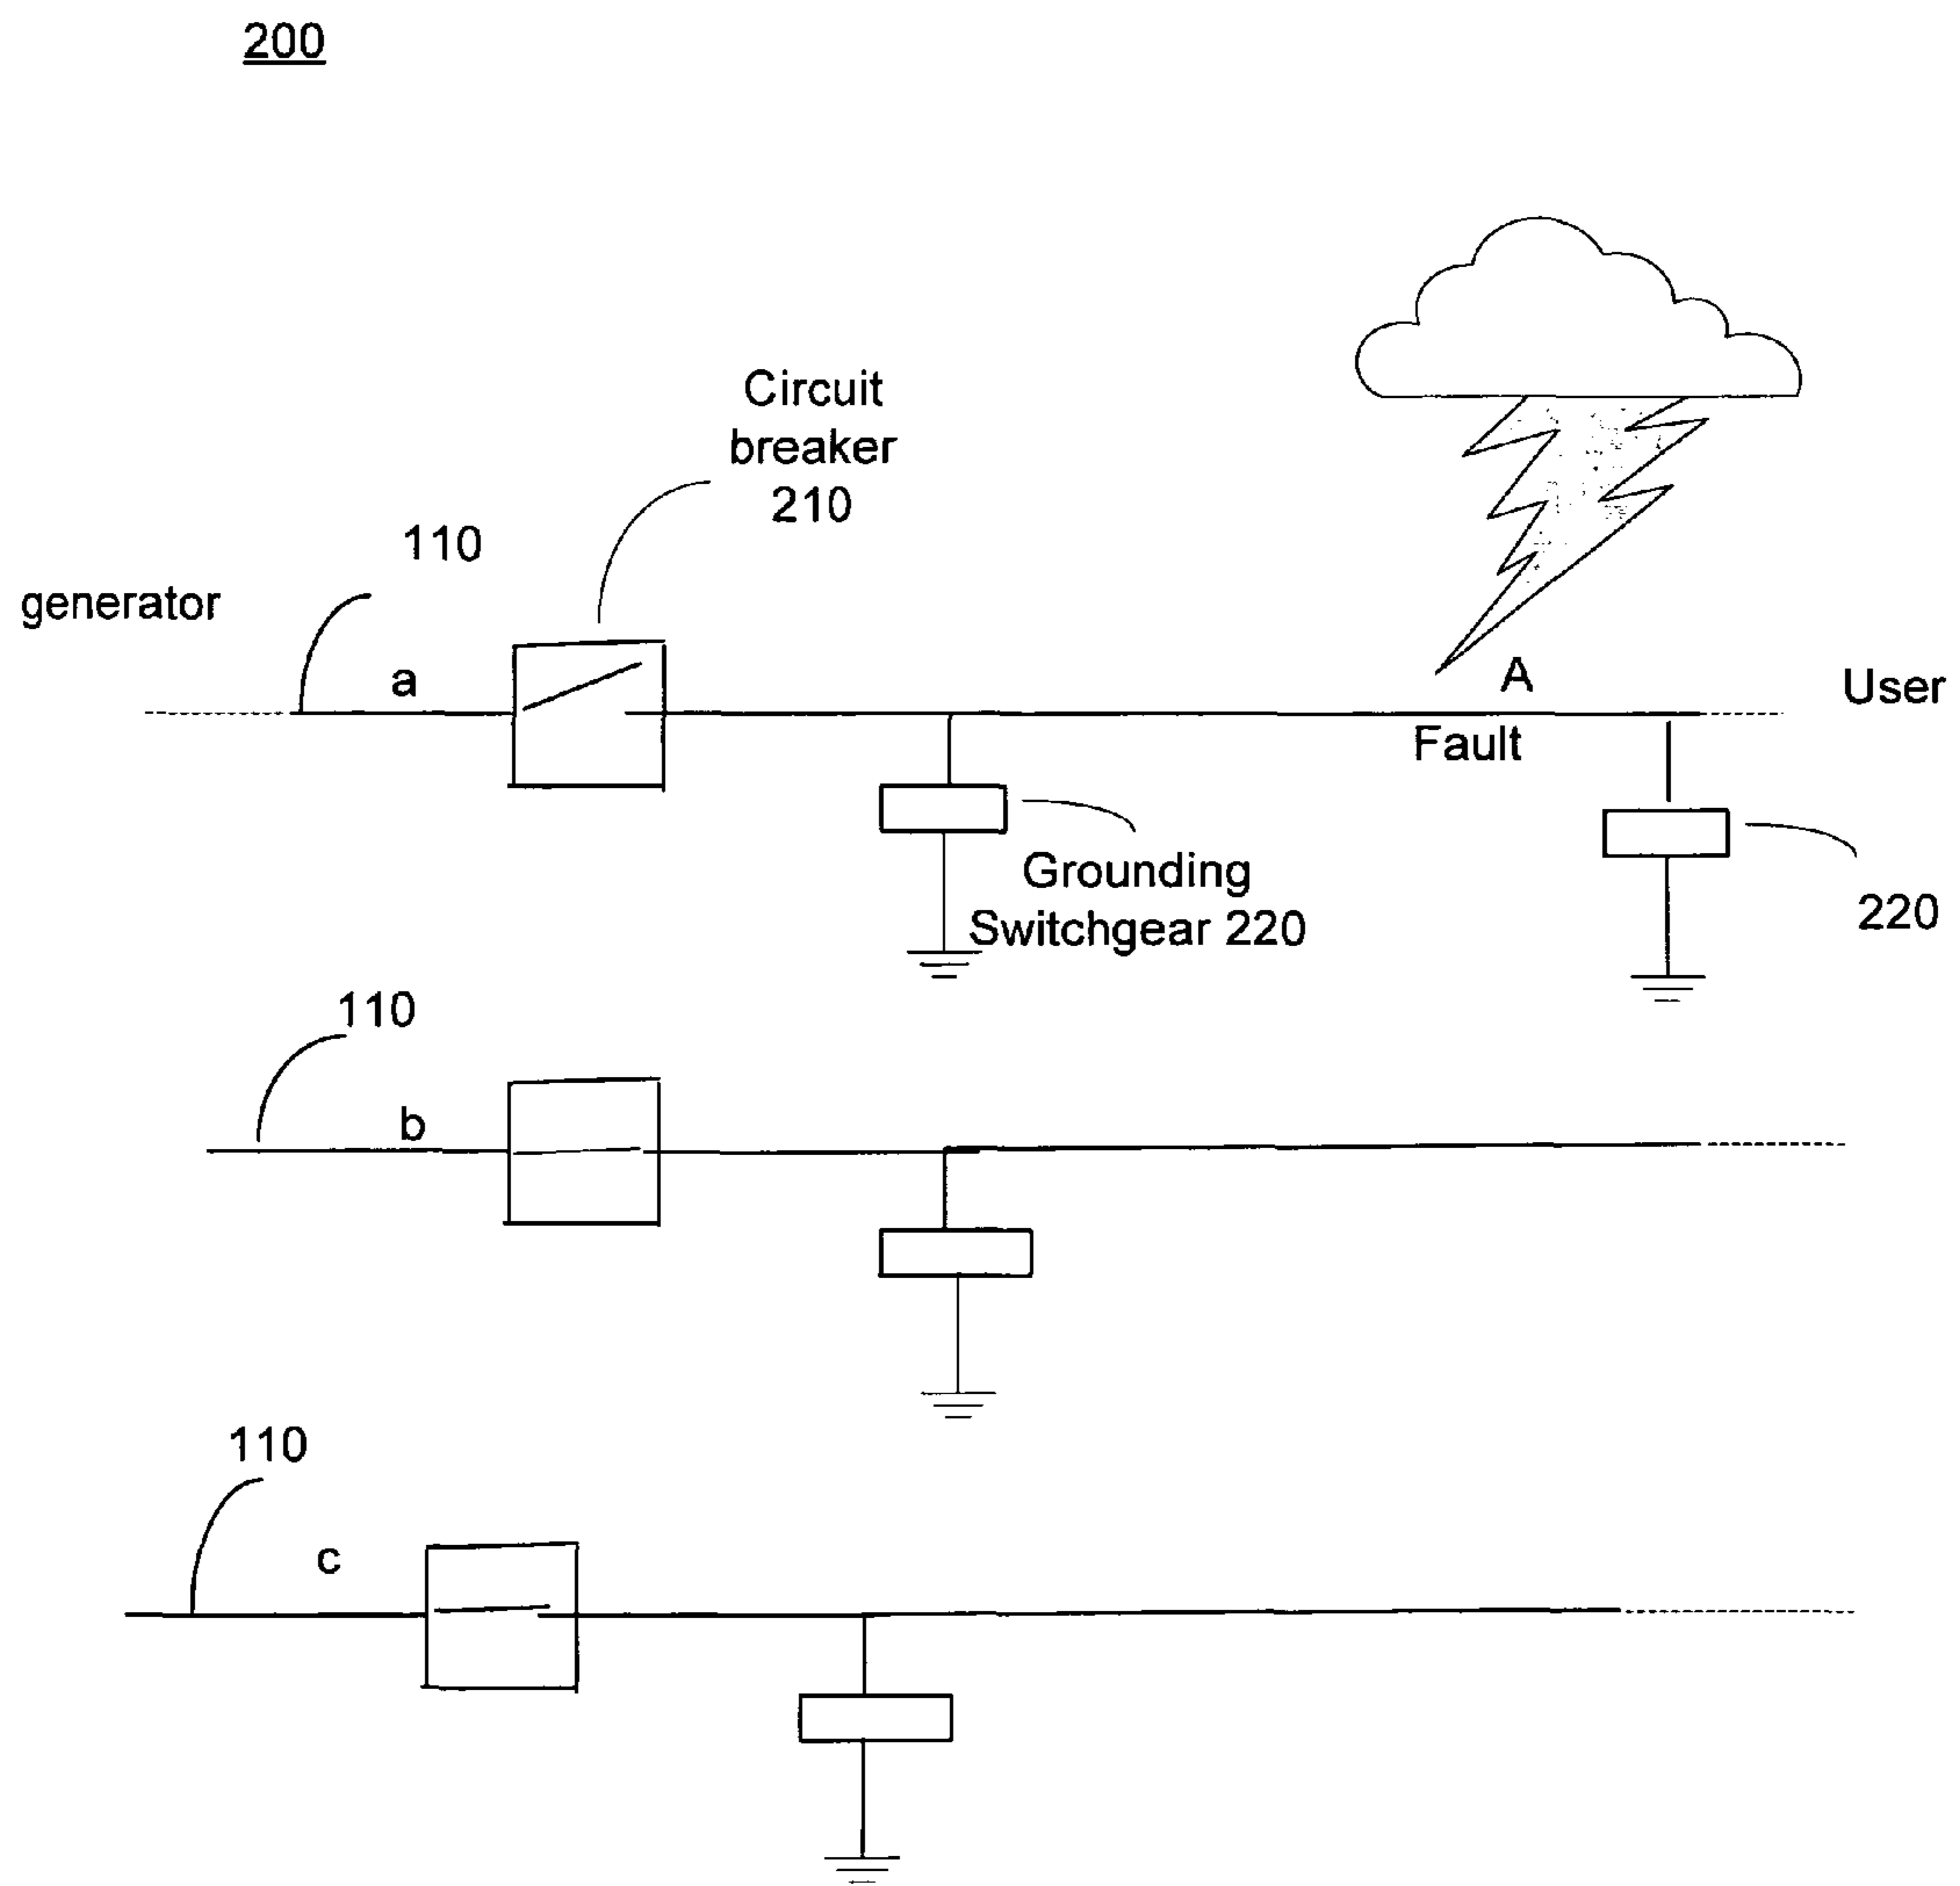 200
Circuit
breaker
210
110
generator
a
A
User
Fault
Grounding
Switchgear 220
220
110
b
110
c